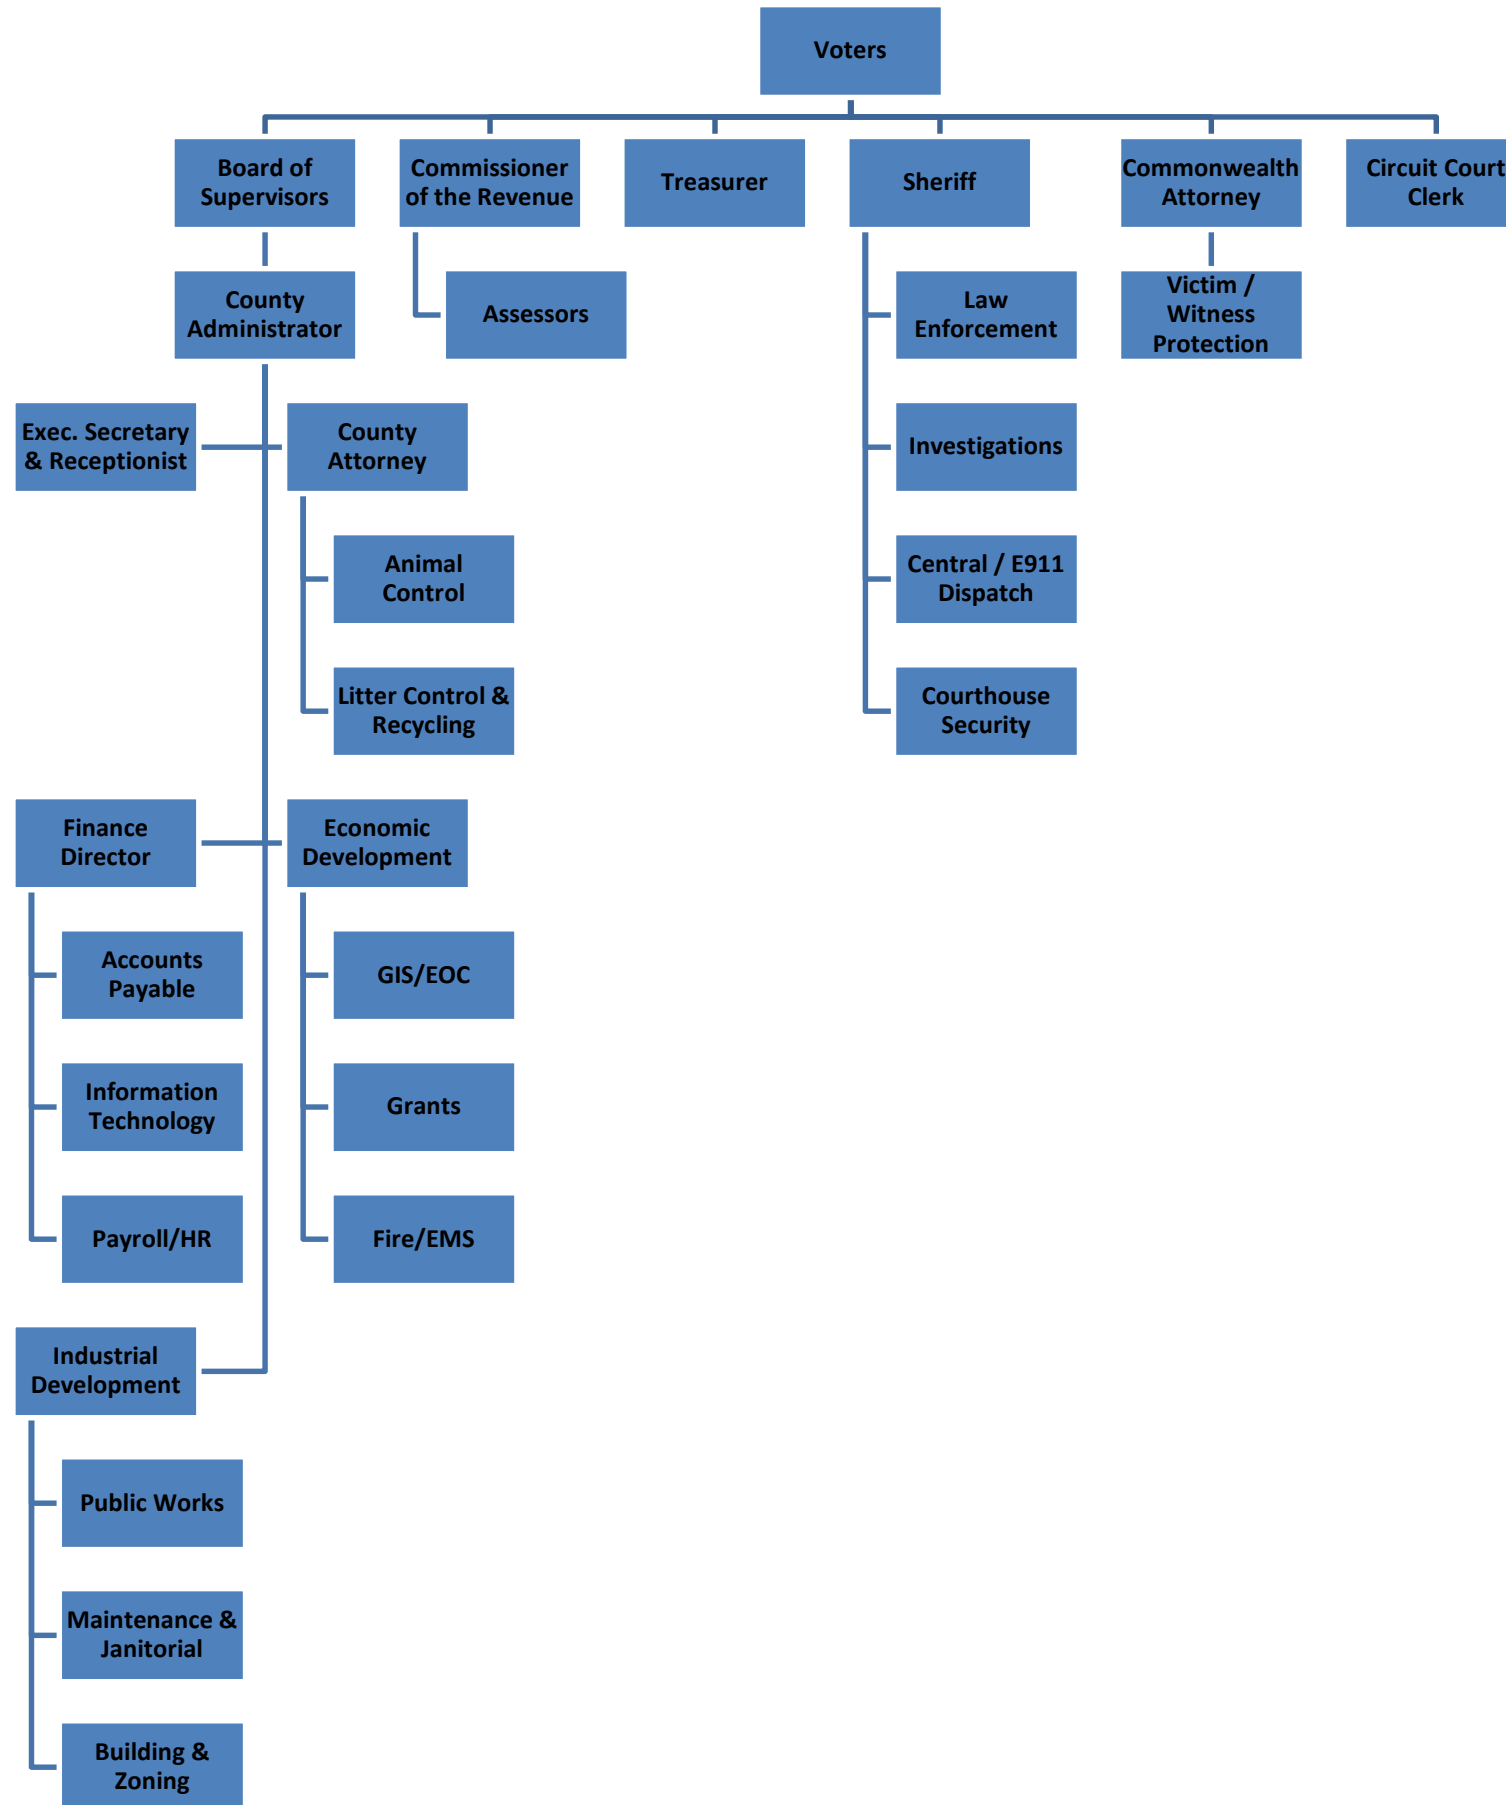 Voters
Board of
Supervisors
Commissioner
of the Revenue
Treasurer
Sheriff
Commonwealth
Attorney
Circuit Court
Clerk
County
Administrator
Assessors
Law
Enforcement
Victim /
Witness
Protection
Exec. Secretary
& Receptionist
County
Attorney
Investigations
Animal
Control
Central / E911
Dispatch
Litter Control &
Recycling
Courthouse
Security
Finance
Director
Economic
Development
Accounts
Payable
GIS/EOC
Information
Technology
Grants
Payroll/HR
Fire/EMS
Industrial
Development
Public Works
Maintenance &
Janitorial
Building &
Zoning